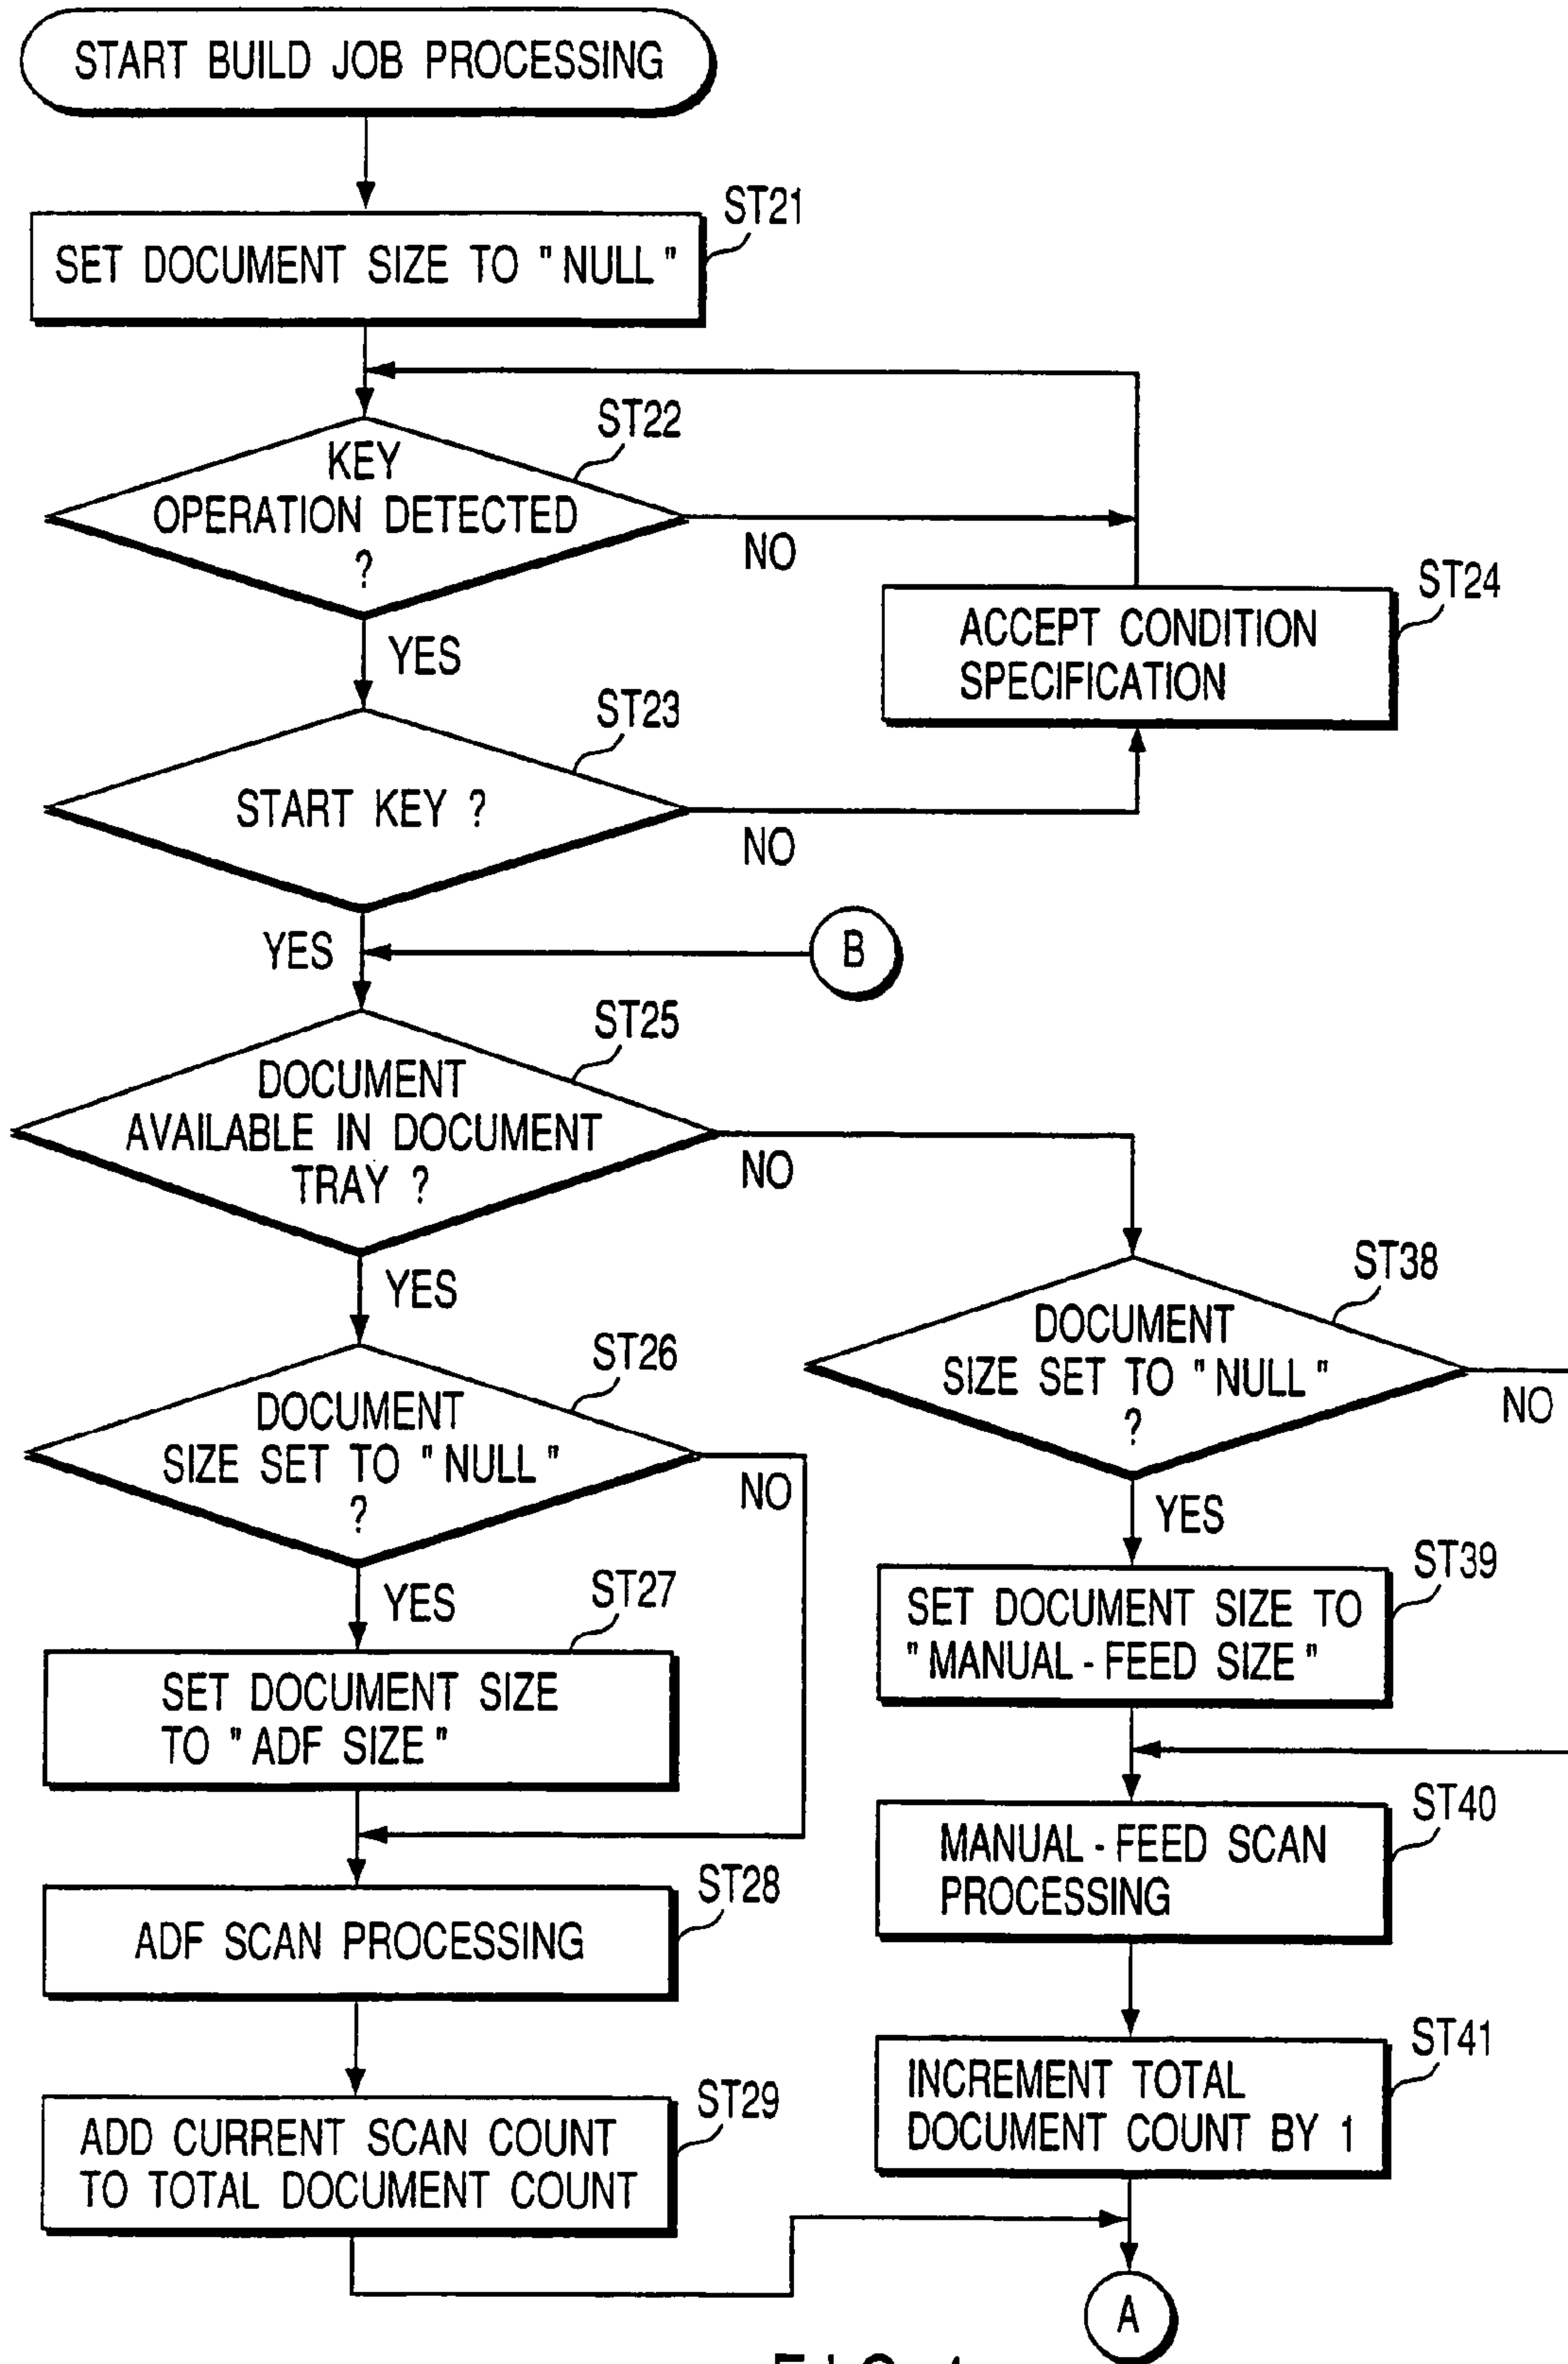 START BUILD JOB PROCESSING
ST21
SET DOCUMENT SIZE TO "NULL"
ST22
KEY
OPERATION DETECTED
?
NO
YES
ST24
ACCEPT CONDITION
SPECIFICATION
ST23
START KEY ?
NO
YES
B
ST25
DOCUMENT
AVAILABLE IN DOCUMENT
TRAY ?
NO
YES
ST38
DOCUMENT
SIZE SET TO "NULL"
?
NO
YES
ST26
DOCUMENT
SIZE SET TO "NULL"
?
NO
YES
ST27
SET DOCUMENT SIZE
TO "ADF SIZE"
ST39
SET DOCUMENT SIZE TO
"MANUAL-FEED SIZE"
ST28
ADF SCAN PROCESSING
ST40
MANUAL-FEED SCAN
PROCESSING
ST29
ADD CURRENT SCAN COUNT
TO TOTAL DOCUMENT COUNT
ST41
INCREMENT TOTAL
DOCUMENT COUNT BY 1
A